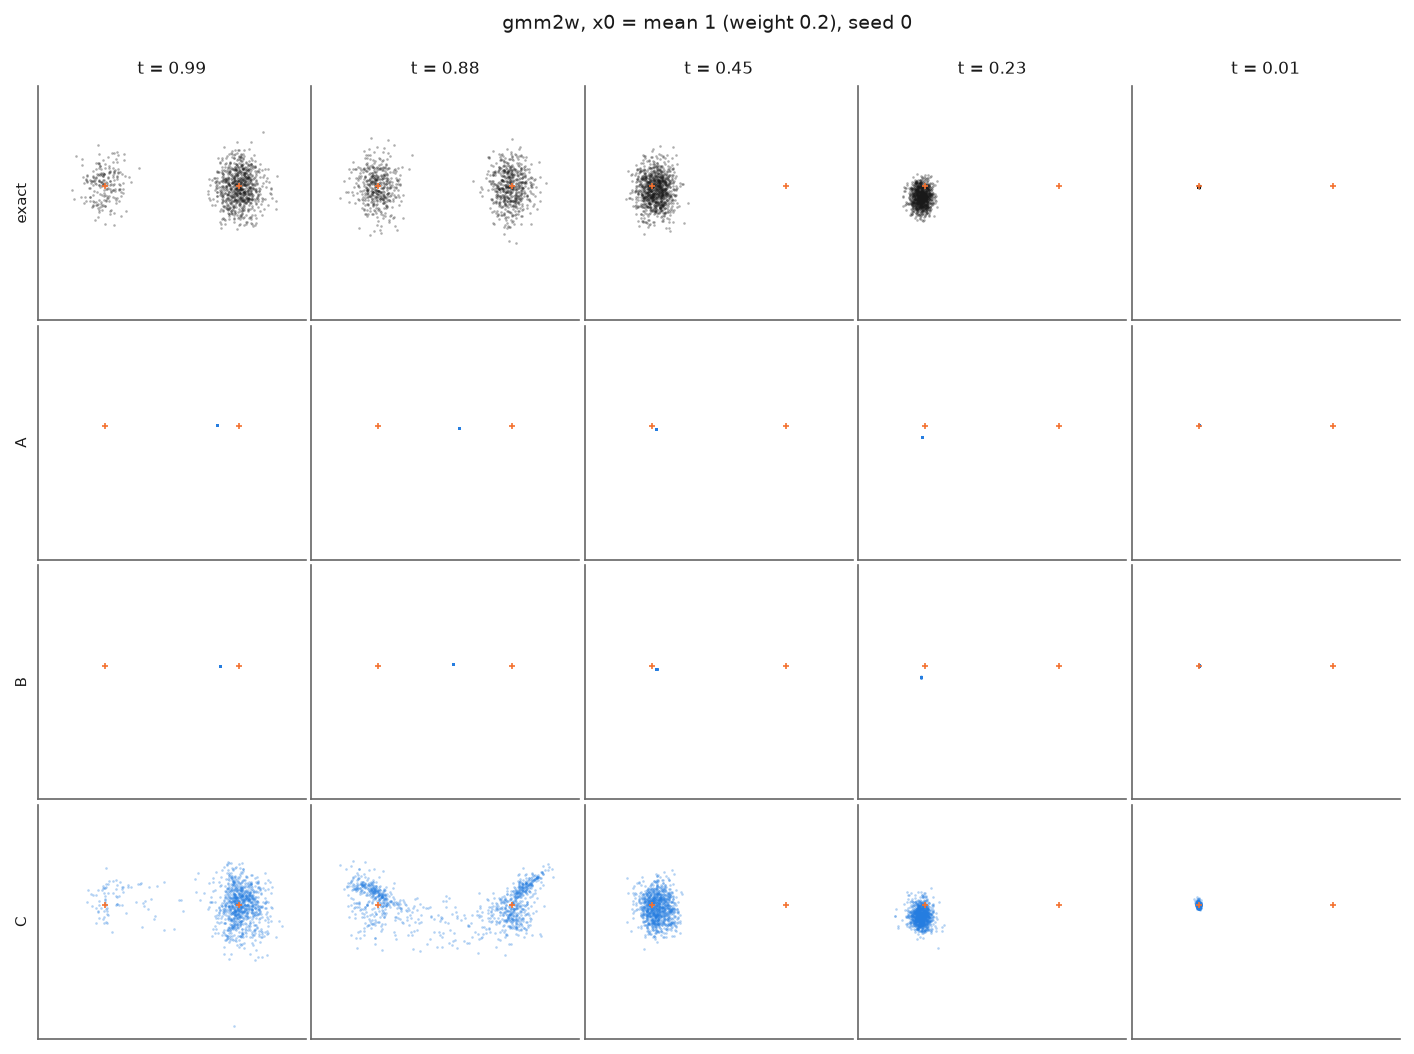 gmm2w, x0 = mean 1 (weight 0.2), seed 0
t = 0.99
t = 0.88
t = 0.45
t = 0.23
t = 0.01
exact
A
B
C